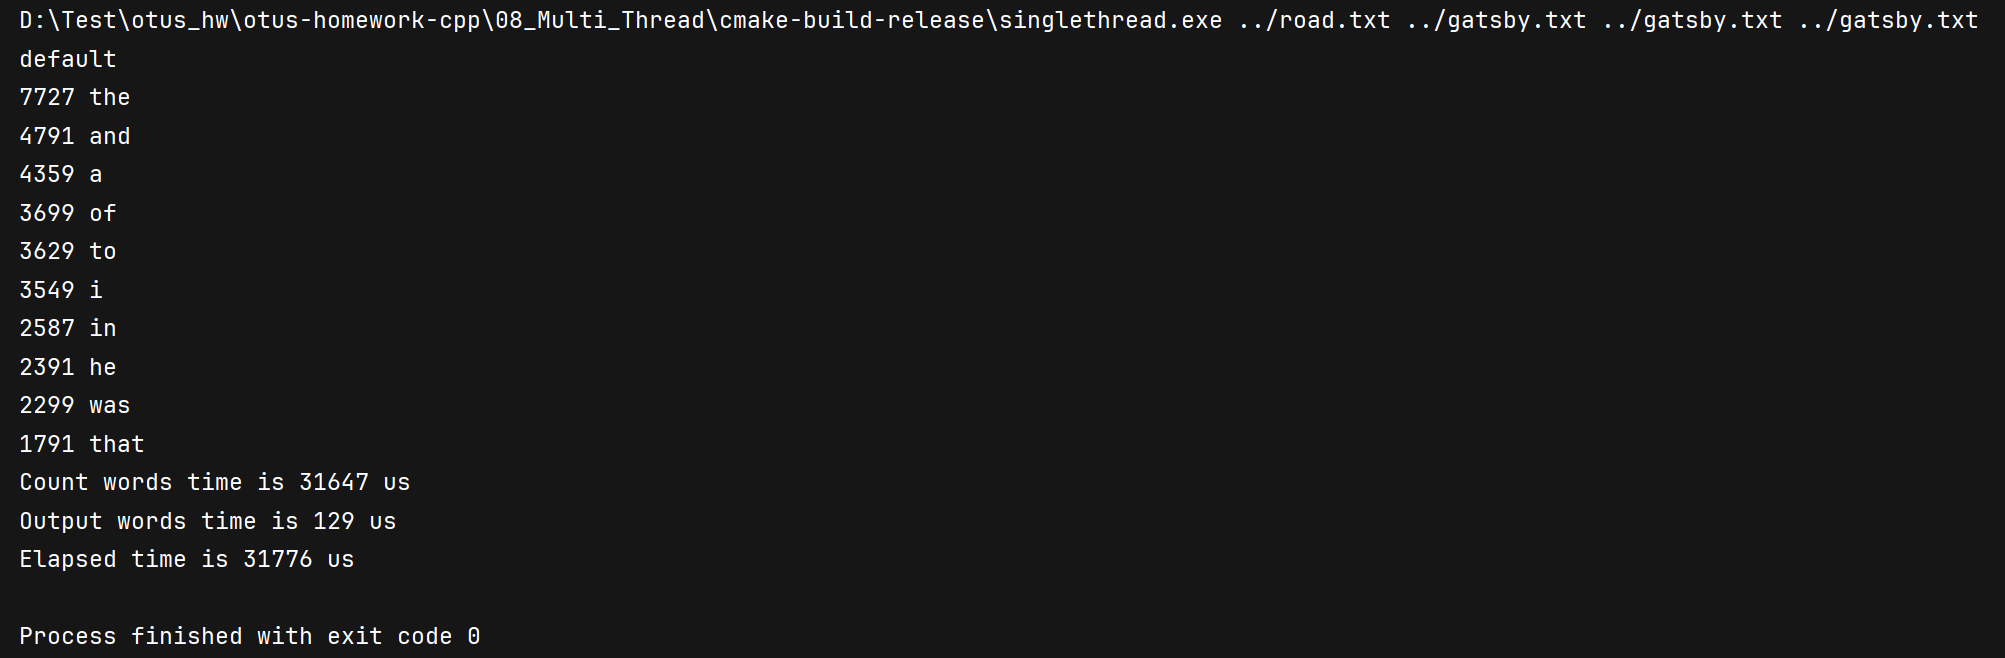 D:\Test\otus_hw\otus-homework-cpp\08_Multi_Thread\cmake-build-release\singlethread.exe ../road.txt ../gatsby.txt ../gatsby.txt ../gatsby.txt
default
7727 the
4791 and
4359 a
3699 of
3629 to
3549 i
2587 in
2391 he
2299 was
1791 that
Count words time is 31647 us
Output words time is 129 us
Elapsed time is 31776 us
Process finished with exit code 0